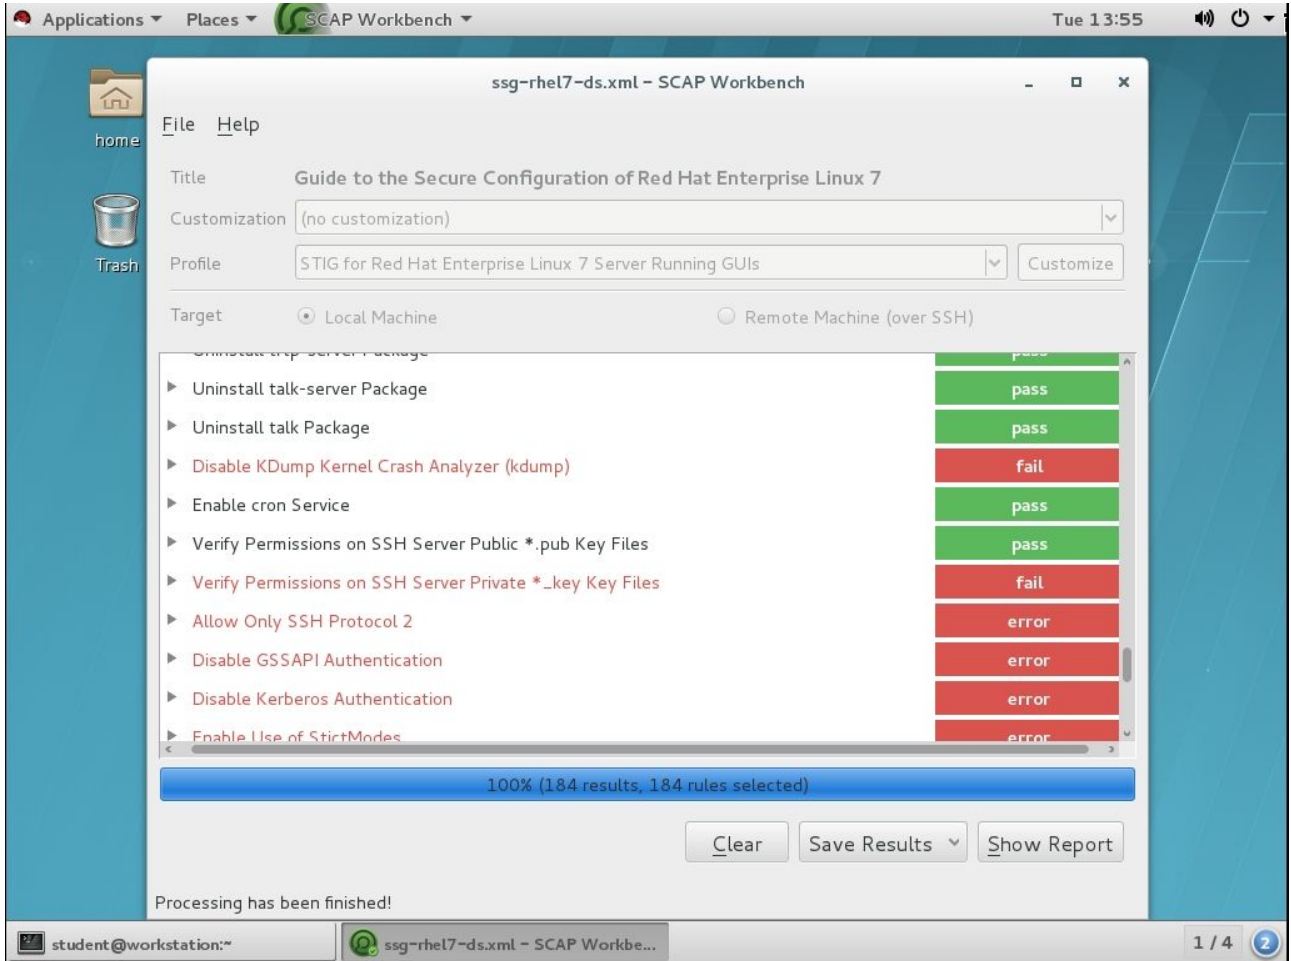 Applications Places SCAP Workbench Tue 13:55
home
Trash
ssg-rhel7-ds.xml – SCAP Workbench
File Help
Title Guide to the Secure Configuration of Red Hat Enterprise Linux 7
Customization (no customization)
Profile STIG for Red Hat Enterprise Linux 7 Server Running GUIs Customize
Target Local Machine Remote Machine (over SSH)
Uninstall tftp-server Package pass
Uninstall talk-server Package pass
Uninstall talk Package pass
Disable KDump Kernel Crash Analyzer (kdump) fail
Enable cron Service pass
Verify Permissions on SSH Server Public *.pub Key Files pass
Verify Permissions on SSH Server Private *_key Key Files fail
Allow Only SSH Protocol 2 error
Disable GSSAPI Authentication error
Disable Kerberos Authentication error
Enable Use of StictModes error
100% (184 results, 184 rules selected)
Clear Save Results Show Report
Processing has been finished!
student@workstation:~ ssg-rhel7-ds.xml – SCAP Workbe... 1 / 4 2